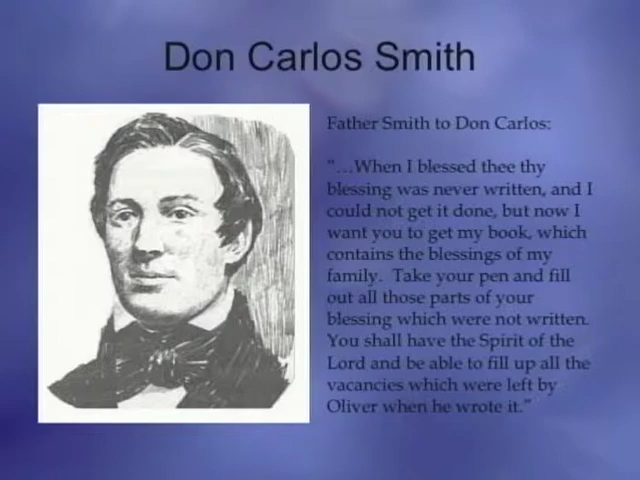 Don Carlos Smith
Father Smith to Don Carlos:
"…When I blessed thee thy
blessing was never written, and I
could not get it done, but now I
want you to get my book, which
contains the blessings of my
family.  Take your pen and fill
out all those parts of your
blessing which were not written.
You shall have the Spirit of the
Lord and be able to fill up all the
vacancies which were left by
Oliver when he wrote it."